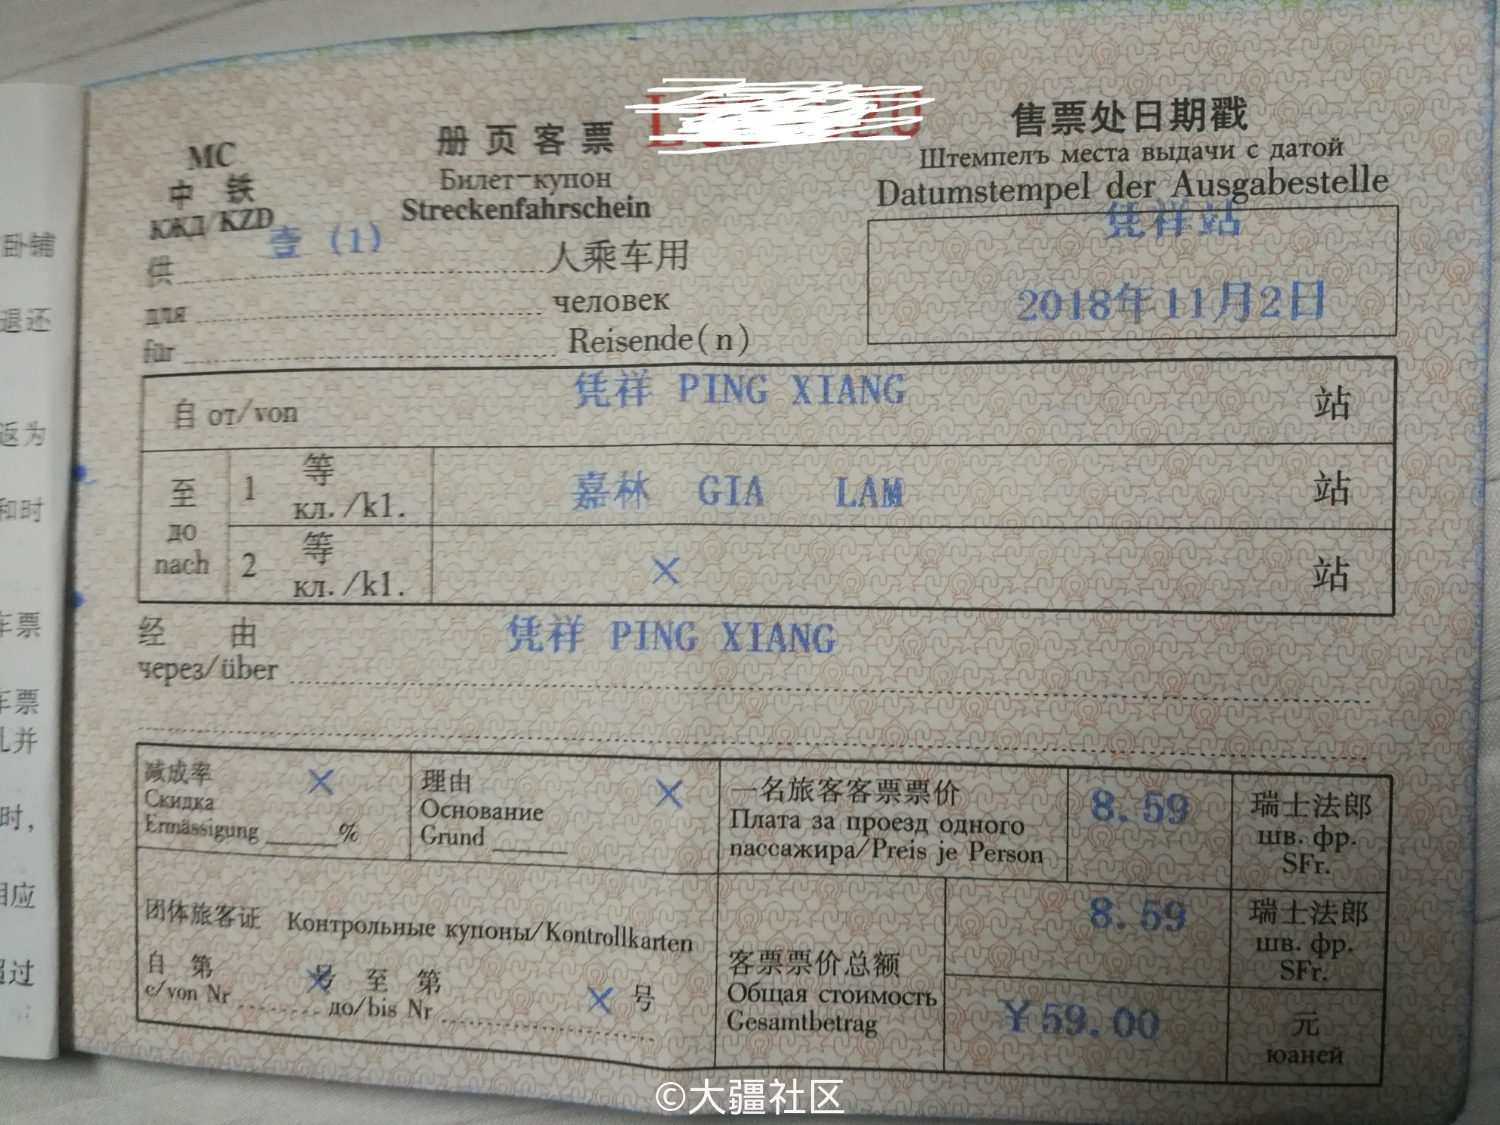 卧铺
退还
返为
和时
车票
车票
时,
超过
MC
中 铁
КЖД/KZD
册页客票
Билет-купон
Streckenfahrschein
售票处日期戳
Штемпелъ места выдачи с датой
Datumstempel der Ausgabestelle
凭祥站
2018年11月2日
供 壹 (1) 人乘车用
для человек
für Reisende(n)
自 от/von 凭祥 PING XIANG 站
至
до
nach
1 等
кл./kl.
嘉林 GIA LAM 站
2 等
кл./kl.
× 站
经 由
через/über
凭祥 PING XIANG
减成率 ×
Скидка
Ermässigung ______%
理由 ×
Основание
Grund ______
一名旅客客票票价
Плата за проезд одного
пассажира/Preis je Person
8.59
瑞士法郎
шв. фр.
SFr.
团体旅客证 Контрольные купоны/Kontrollkarten
自 第 × 号 至 第 × 号
с/von Nr до/bis Nr
客票票价总额
Общая стоимость
Gesamtbetrag
8.59
瑞士法郎
шв. фр.
SFr.
¥59.00
元
юаней
©大疆社区